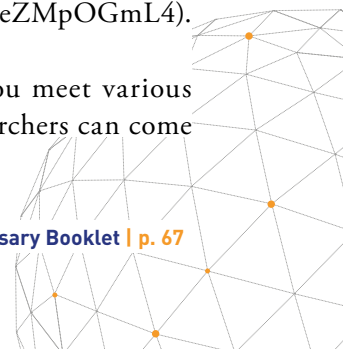 eZMpOGmL4).
ou meet various
rchers can come
sary Booklet | p. 67